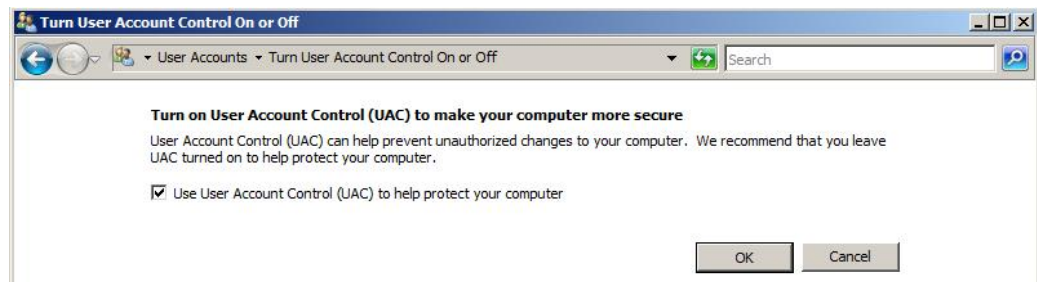 Turn User Account Control On or Off
User Accounts Turn User Account Control On or Off
Search
Turn on User Account Control (UAC) to make your computer more secure
User Account Control (UAC) can help prevent unauthorized changes to your computer. We recommend that you leave
UAC turned on to help protect your computer.
Use User Account Control (UAC) to help protect your computer
OK Cancel